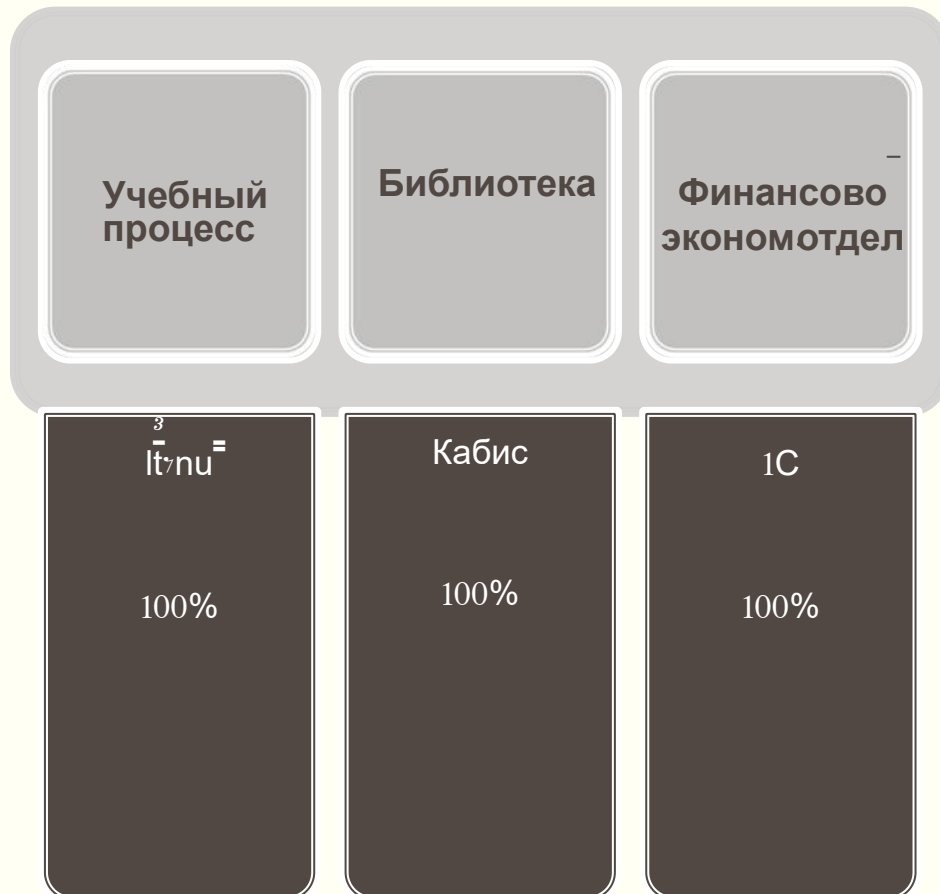 Учебный
процесс
Библиотека
–
Финансово
экономотдел
Кабис
1С
100%
100%
100%